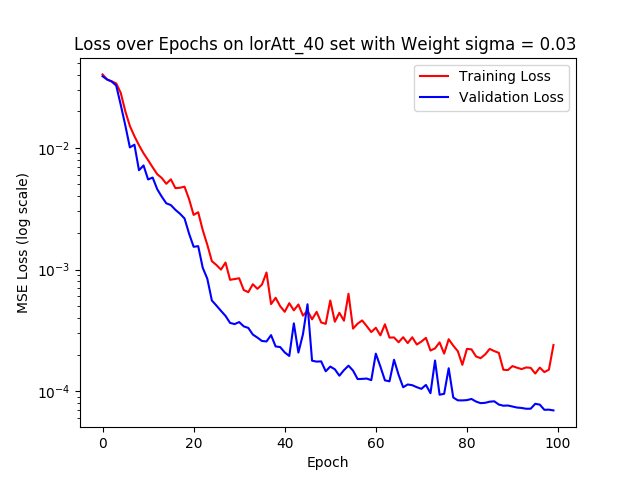 Loss over Epochs on lorAtt_40 set with Weight sigma = 0.03
Training Loss
Validation Loss
MSE Loss (log scale)
10⁻²
10⁻³
10⁻⁴
0 20 40 60 80 100
Epoch